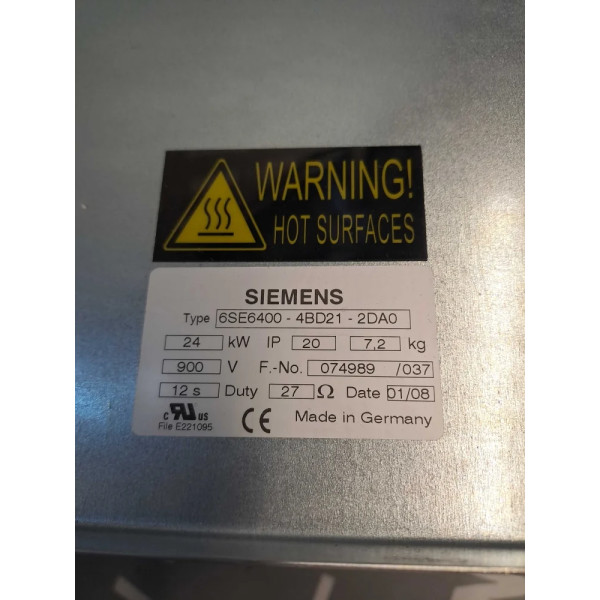 WARNING!
HOT SURFACES
SIEMENS
Type 6SE6400 - 4BD21 - 2DA0
24 kW IP 20 7,2 kg
900 V F.-No. 074989 /037
12 s Duty 27 Ω Date 01/08
c RU US CE Made in Germany
File E221095